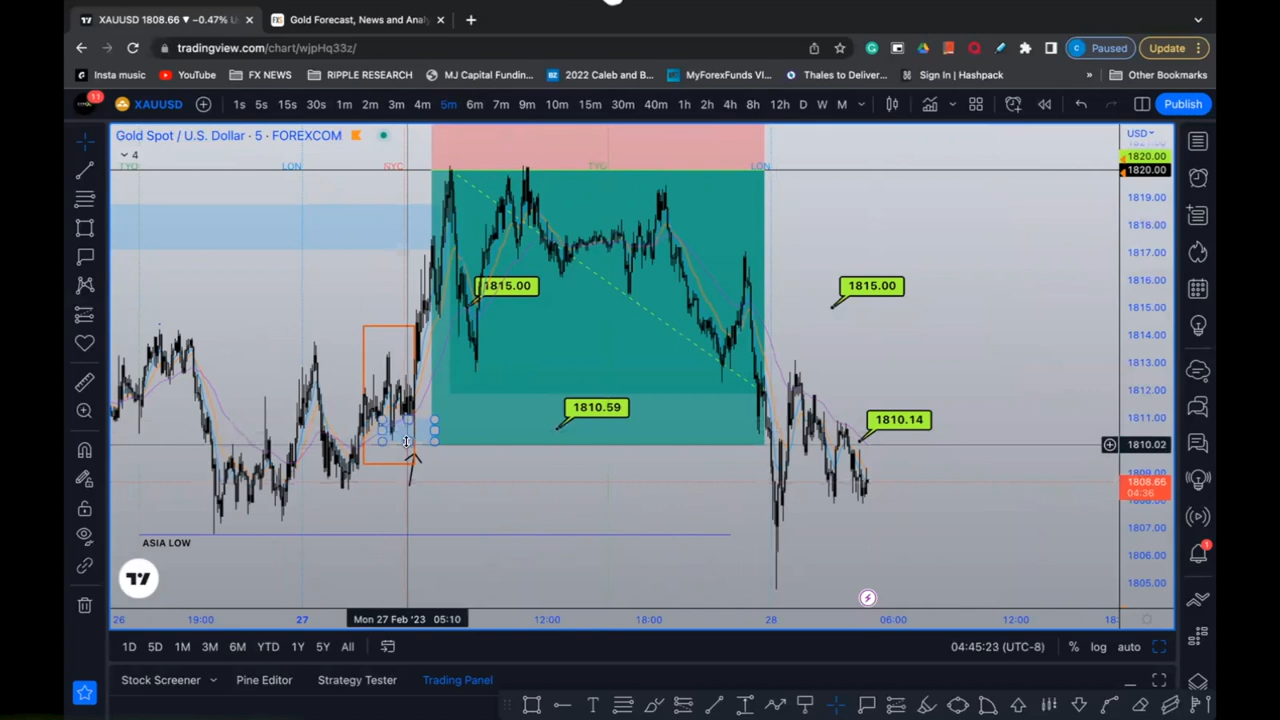 XAUUSD 1808.66 ▼ −0.47% U
Gold Forecast, News and Analy
tradingview.com/chart/wjpHq33z/
C Paused
Update
Insta music
YouTube
FX NEWS
RIPPLE RESEARCH
MJ Capital Fundin...
2022 Caleb and B...
MyForexFunds VI...
Thales to Deliver...
Sign In | Hashpack
»
Other Bookmarks
11
XAUUSD
1s 5s 15s 30s 1m 2m 3m 4m 5m 6m 7m 9m 10m 15m 30m 40m 1h 2h 4h 8h 12h D W M
Publish
Gold Spot / U.S. Dollar · 5 · FOREXCOM
USD
4
TYO LON NYC TYO LON
1820.00
1820.00
1819.00
1818.00
1817.00
1816.00
1815.00
1814.00
1813.00
1812.00
1811.00
1810.02
1809.00
1808.65
04:36
1807.00
1806.00
1805.00
1815.00
1815.00
1810.59
1810.14
ASIA LOW
26 19:00 27 Mon 27 Feb '23 05:10 12:00 18:00 28 06:00 12:00 18:
1D 5D 1M 3M 6M YTD 1Y 5Y All
04:45:23 (UTC-8) % log auto
1
Stock Screener Pine Editor Strategy Tester Trading Panel